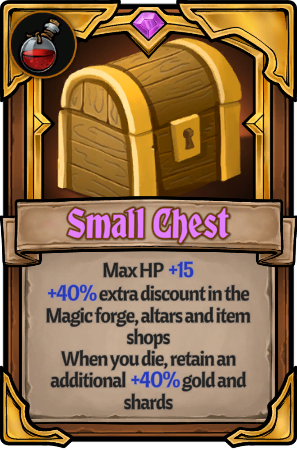 Small Chest
Max HP +15
+40% extra discount in the
Magic forge, altars and item
shops
When you die, retain an
additional +40% gold and
shards